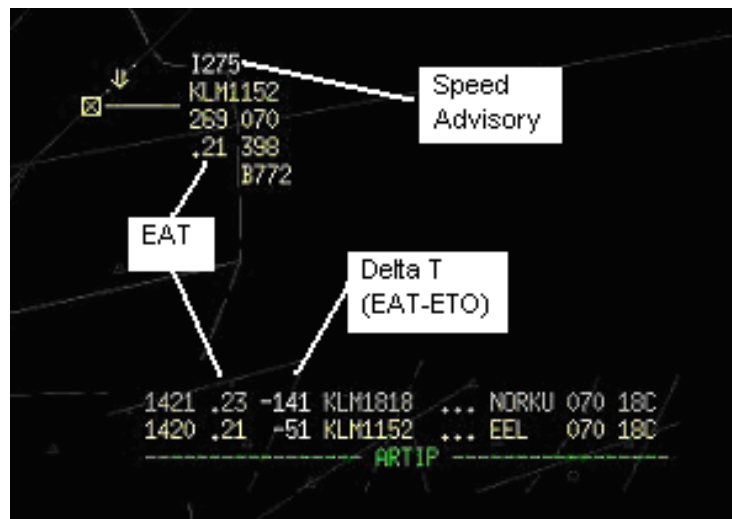 I275
Speed
Advisory
KLM1152
269 070
.21 398
B772
EAT
Delta T
(EAT-ETO)
1421 .23 -141 KLM1818 ... NORKU 070 18C
1420 .21 -51 KLM1152 ... EEL 070 18C
ARTIP